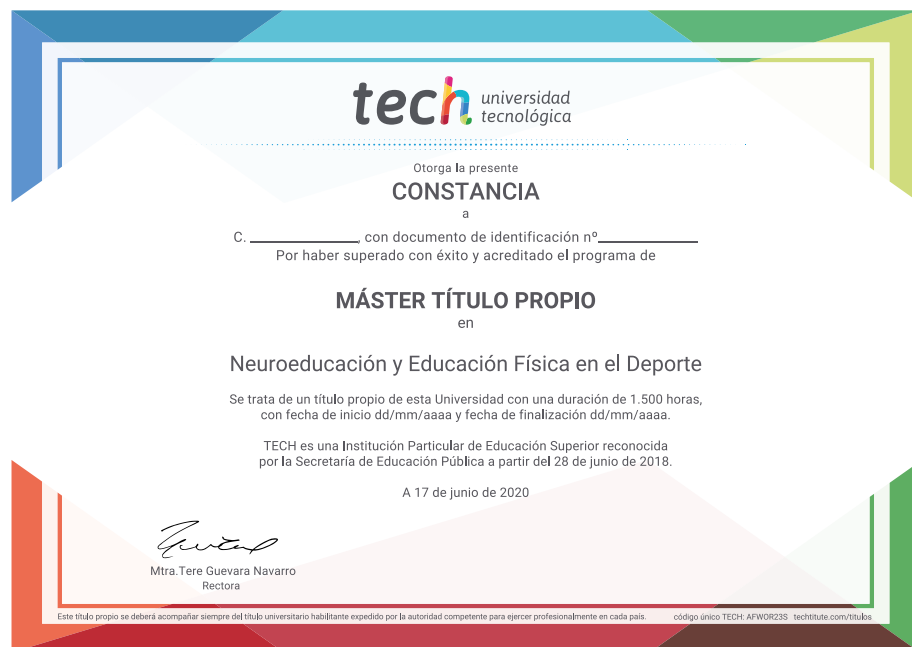 tech universidad
tecnológica
Otorga la presente
CONSTANCIA
a
C. ________________, con documento de identificación nº______________
Por haber superado con éxito y acreditado el programa de
MÁSTER TÍTULO PROPIO
en
Neuroeducación y Educación Física en el Deporte
Se trata de un título propio de esta Universidad con una duración de 1.500 horas,
con fecha de inicio dd/mm/aaaa y fecha de finalización dd/mm/aaaa.
TECH es una Institución Particular de Educación Superior reconocida
por la Secretaría de Educación Pública a partir del 28 de junio de 2018.
A 17 de junio de 2020
Mtra.Tere Guevara Navarro
Rectora
Este título propio se deberá acompañar siempre del título universitario habilitante expedido por la autoridad competente para ejercer profesionalmente en cada país. código único TECH: AFWOR23S techtitute.com/titulos